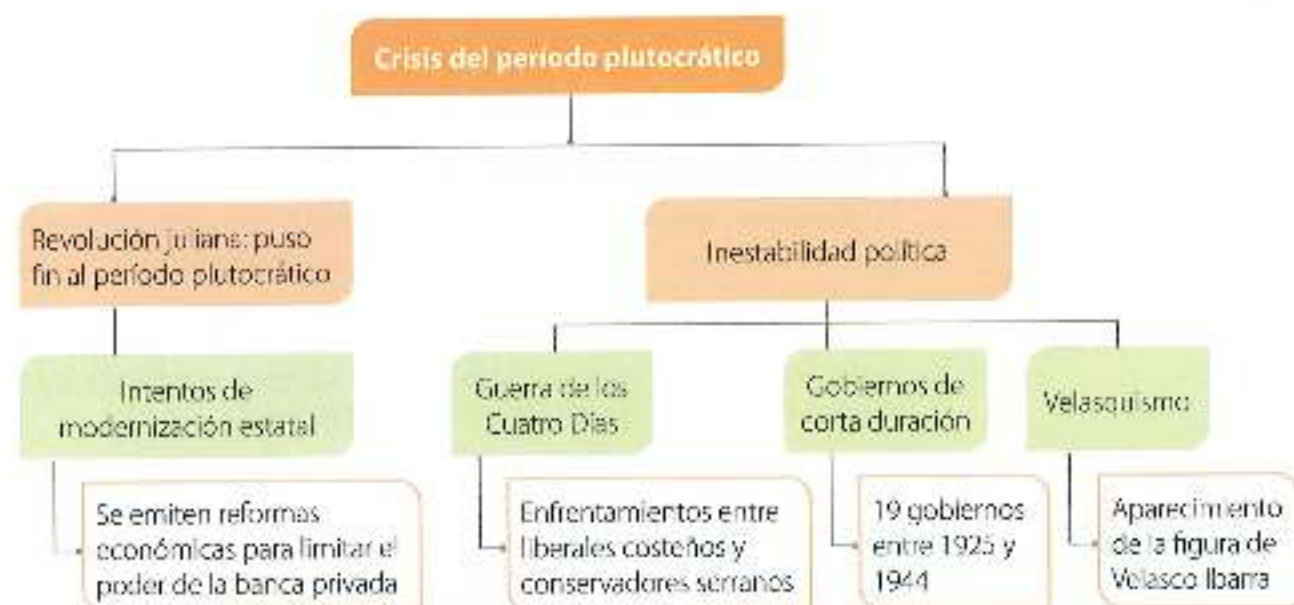 Crisis del período plutocrático
Revolución Juliana: puso
fin al período plutocrático
Inestabilidad política
Intentos de
modernización estatal
Guerra de los
Cuatro Días
Gobiernos de
corta duración
Velasquismo
Se emiten reformas
económicas para limitar el
poder de la banca privada
Enfrentamientos entre
liberales costeños y
conservadores serranos
19 gobiernos
entre 1925 y
1944
Aparecimiento
de la figura de
Velasco Ibarra